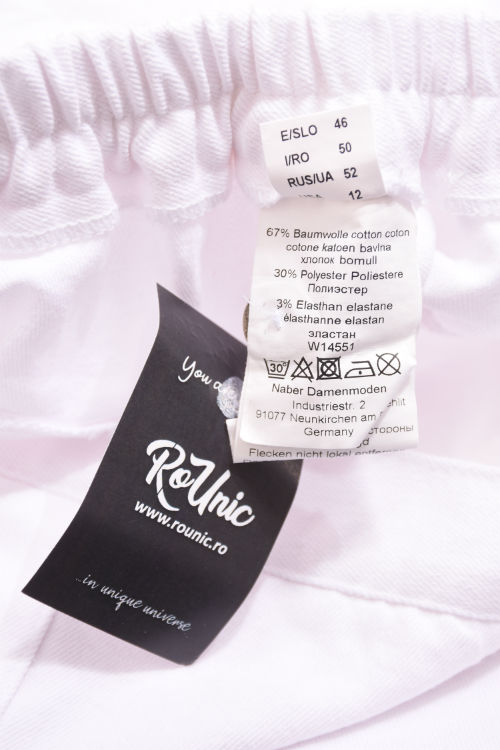 E/SLO 46
I/RO 50
RUS/UA 52
12
67% Baumwolle cotton coton
cotone katoen bavlna
хлопок bomull
30% Polyester Poliestere
Полиэстер
3% Elasthan elastane
élasthanne elastan
эластан
W14551
30°
Naber Damenmoden
Industriestr. 2
91077 Neunkirchen am
Germany
Flecken nicht lokal
You
RoUnic
www.rounic.ro
...in unique universe